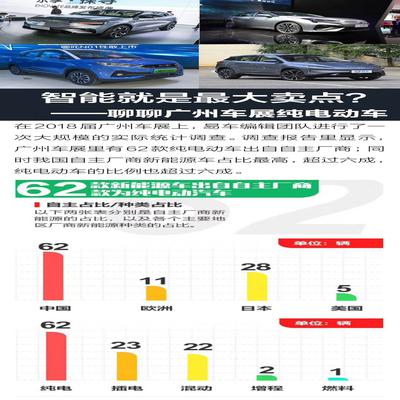 智能就是最大卖点?
——聊聊广州车展纯电动车
在2018届广州车展上，易车编辑团队进行了一
次大规模的实际统计调查。调查报告里显示，
广州车展里有62款纯电动车出自自主厂商；同
时我国自主厂商新能源车占比最高，超过六成，
纯电动车的比例也超过六成。
62款新能源车出自自主厂商
款为纯电动汽车
自主占比/种类占比
以下两张表分别是自主厂商新
能源的占比，以及各个主要地
区厂商新能源种类的占比。
单位：辆
62 11 28 5
中国 欧洲 日本 美国
单位：辆
62 23 22 2 1
纯电 插电 混动 增程 燃料